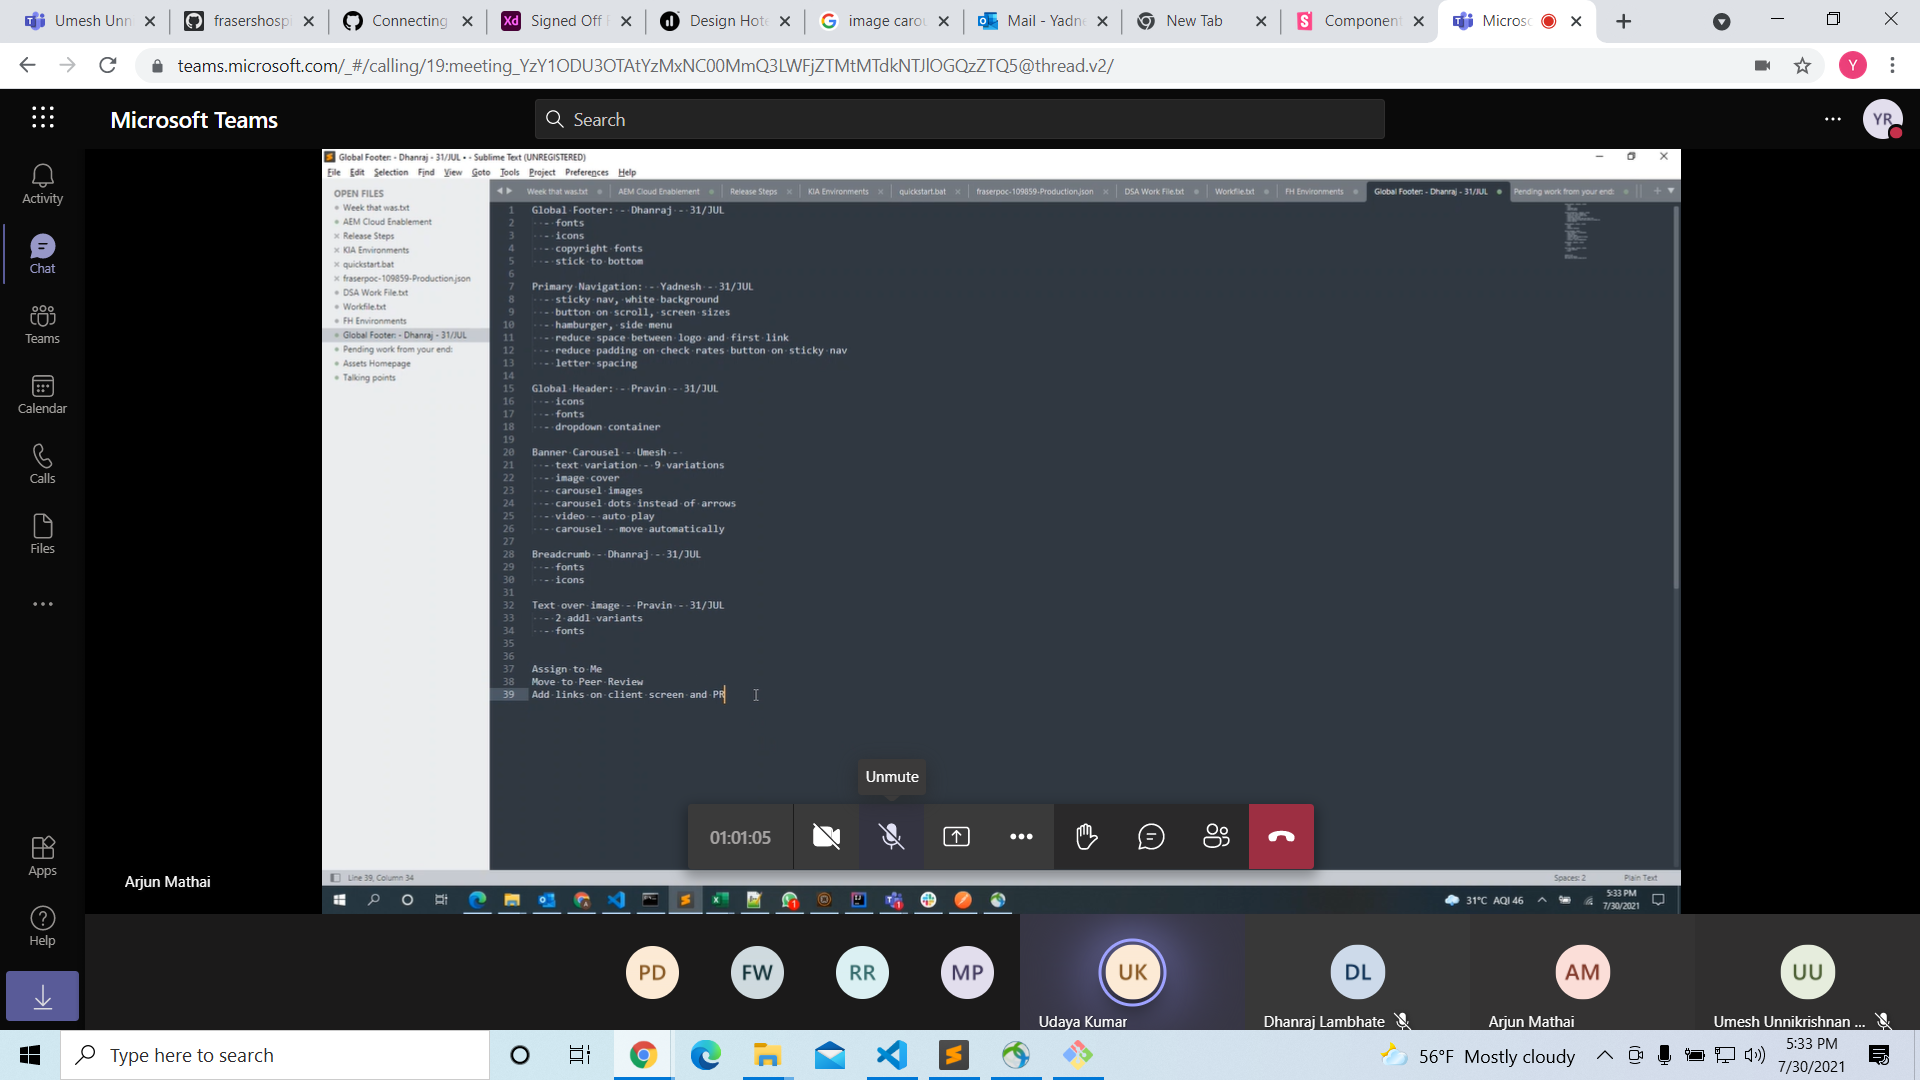 Umesh Unn
frasershosp
Connecting
Signed Off F
Design Hote
image carou
Mail - Yadne
New Tab
Component
Micros
teams.microsoft.com/_#/calling/19:meeting_YzY1ODU3OTAtYzMxNC00MmQ3LWFjZTMtMTdkNTJlOGQzZTQ5@thread.v2/
Y
Microsoft Teams
Search
YR
Activity
Chat
Teams
Calendar
Calls
Files
Apps
Help
Global Footer: - Dhanraj - 31/JUL • - Sublime Text (UNREGISTERED)
File Edit Selection Find View Goto Tools Project Preferences Help
OPEN FILES
Week that was.txt
AEM Cloud Enablement
Release Steps
KIA Environments
quickstart.bat
fraserpoc-109859-Production.json
DSA Work File.txt
Workfile.txt
FH Environments
Global Footer: - Dhanraj - 31/JUL
Pending work from your end:
Assets Homepage
Talking points
Week that was.txt
AEM Cloud Enablement
Release Steps
KIA Environments
quickstart.bat
fraserpoc-109859-Production.json
DSA Work File.txt
Workfile.txt
FH Environments
Global Footer: - Dhanraj - 31/JUL
Pending work from your end:
1 Global Footer: - Dhanraj - 31/JUL
2 - fonts
3 - icons
4 - copyright fonts
5 - stick to bottom
6
7 Primary Navigation: - Yadnesh - 31/JUL
8 - sticky nav, white background
9 - button on scroll, screen sizes
10 - hamburger, side menu
11 - reduce space between logo and first link
12 - reduce padding on check rates button on sticky nav
13 - letter spacing
14
15 Global Header: - Pravin - 31/JUL
16 - icons
17 - fonts
18 - dropdown container
19
20 Banner Carousel - Umesh -
21 - text variation - 9 variations
22 - image cover
23 - carousel images
24 - carousel dots instead of arrows
25 - video - auto play
26 - carousel - move automatically
27
28 Breadcrumb - Dhanraj - 31/JUL
29 - fonts
30 - icons
31
32 Text over image - Pravin - 31/JUL
33 - 2 addl variants
34 - fonts
35
36
37 Assign to Me
38 Move to Peer Review
39 Add links on client screen and PR
Unmute
01:01:05
Arjun Mathai
Line 39, Column 34
Spaces: 2
Plain Text
31°C AQI 46
5:33 PM
7/30/2021
PD
FW
RR
MP
UK
Udaya Kumar
DL
Dhanraj Lambhate
AM
Arjun Mathai
UU
Umesh Unnikrishnan ...
Type here to search
56°F Mostly cloudy
5:33 PM
7/30/2021